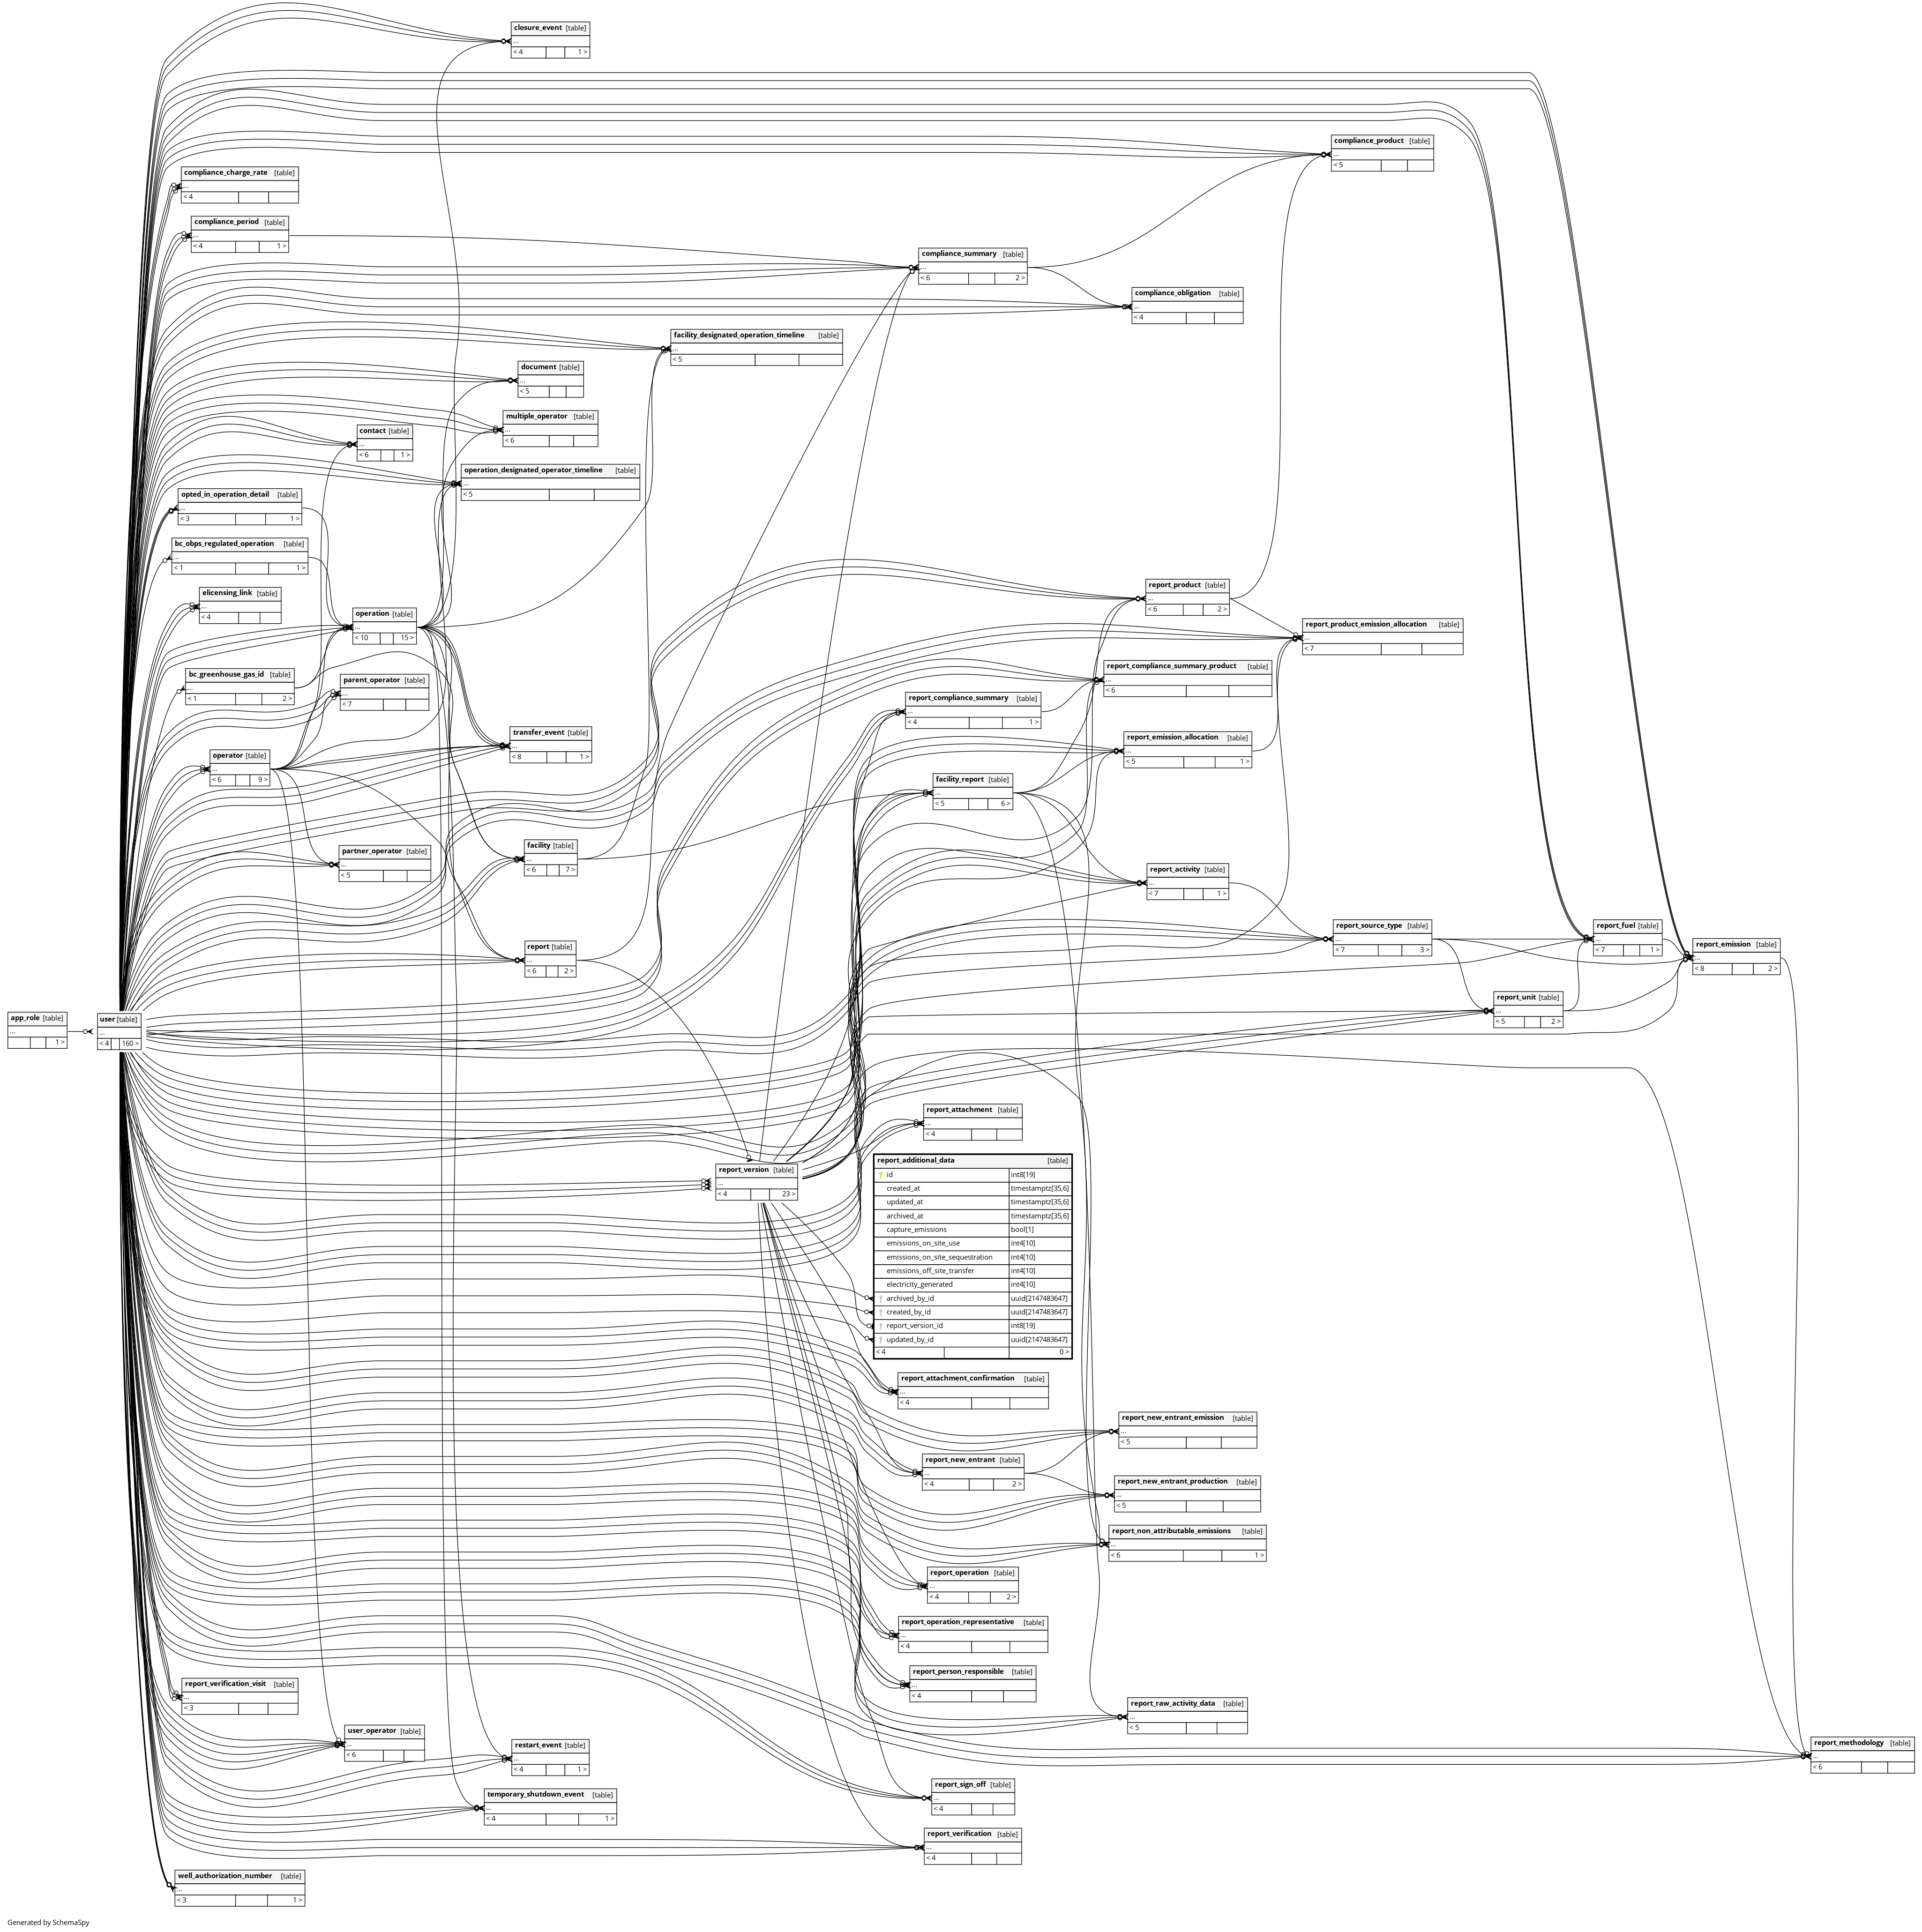 closure_event [table]
...
< 4 1 >
compliance_product [table]
...
< 5
compliance_charge_rate [table]
...
< 4
compliance_period [table]
...
< 4 1 >
compliance_summary [table]
...
< 6 2 >
compliance_obligation [table]
...
< 4
facility_designated_operation_timeline [table]
...
< 5
document [table]
...
< 5
multiple_operator [table]
...
< 6
contact [table]
...
< 6 1 >
operation_designated_operator_timeline [table]
...
< 5
opted_in_operation_detail [table]
...
< 3 1 >
bc_obps_regulated_operation [table]
...
< 1 1 >
elicensing_link [table]
...
< 4
operation [table]
...
< 10 15 >
report_product [table]
...
< 6 2 >
report_product_emission_allocation [table]
...
< 7
bc_greenhouse_gas_id [table]
...
< 1 2 >
parent_operator [table]
...
< 7
report_compliance_summary_product [table]
...
< 6
report_compliance_summary [table]
...
< 4 1 >
transfer_event [table]
...
< 8 1 >
report_emission_allocation [table]
...
< 5 1 >
operator [table]
...
< 6 9 >
facility_report [table]
...
< 5 6 >
partner_operator [table]
...
< 5
facility [table]
...
< 6 7 >
report_activity [table]
...
< 7 1 >
report_source_type [table]
...
< 7 3 >
report_fuel [table]
...
< 7 1 >
report_emission [table]
...
< 8 2 >
report [table]
...
< 6 2 >
report_unit [table]
...
< 5 2 >
app_role [table]
...
1 >
user [table]
...
< 4 160 >
report_attachment [table]
...
< 4
report_version [table]
...
< 4 23 >
report_additional_data [table]
id int8[19]
created_at timestamptz[35,6]
updated_at timestamptz[35,6]
archived_at timestamptz[35,6]
capture_emissions bool[1]
emissions_on_site_use int4[10]
emissions_on_site_sequestration int4[10]
emissions_off_site_transfer int4[10]
electricity_generated int4[10]
archived_by_id uuid[2147483647]
created_by_id uuid[2147483647]
report_version_id int8[19]
updated_by_id uuid[2147483647]
< 4 0 >
report_attachment_confirmation [table]
...
< 4
report_new_entrant_emission [table]
...
< 5
report_new_entrant [table]
...
< 4 2 >
report_new_entrant_production [table]
...
< 5
report_non_attributable_emissions [table]
...
< 6 1 >
report_operation [table]
...
< 4 2 >
report_operation_representative [table]
...
< 4
report_person_responsible [table]
...
< 4
report_verification_visit [table]
...
< 3
report_raw_activity_data [table]
...
< 5
user_operator [table]
...
< 6
restart_event [table]
...
< 4 1 >
report_methodology [table]
...
< 6
report_sign_off [table]
...
< 4
temporary_shutdown_event [table]
...
< 4 1 >
report_verification [table]
...
< 4
well_authorization_number [table]
...
< 3 1 >
Generated by SchemaSpy